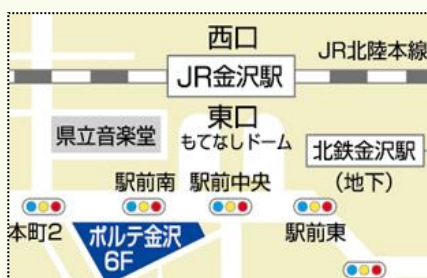 西口
JR北陸本線
JR金沢駅
東口
もてなしドーム
県立音楽堂
北鉄金沢駅
(地下)
駅前南
駅前中央
本町2
ポルテ金沢
6F
駅前東